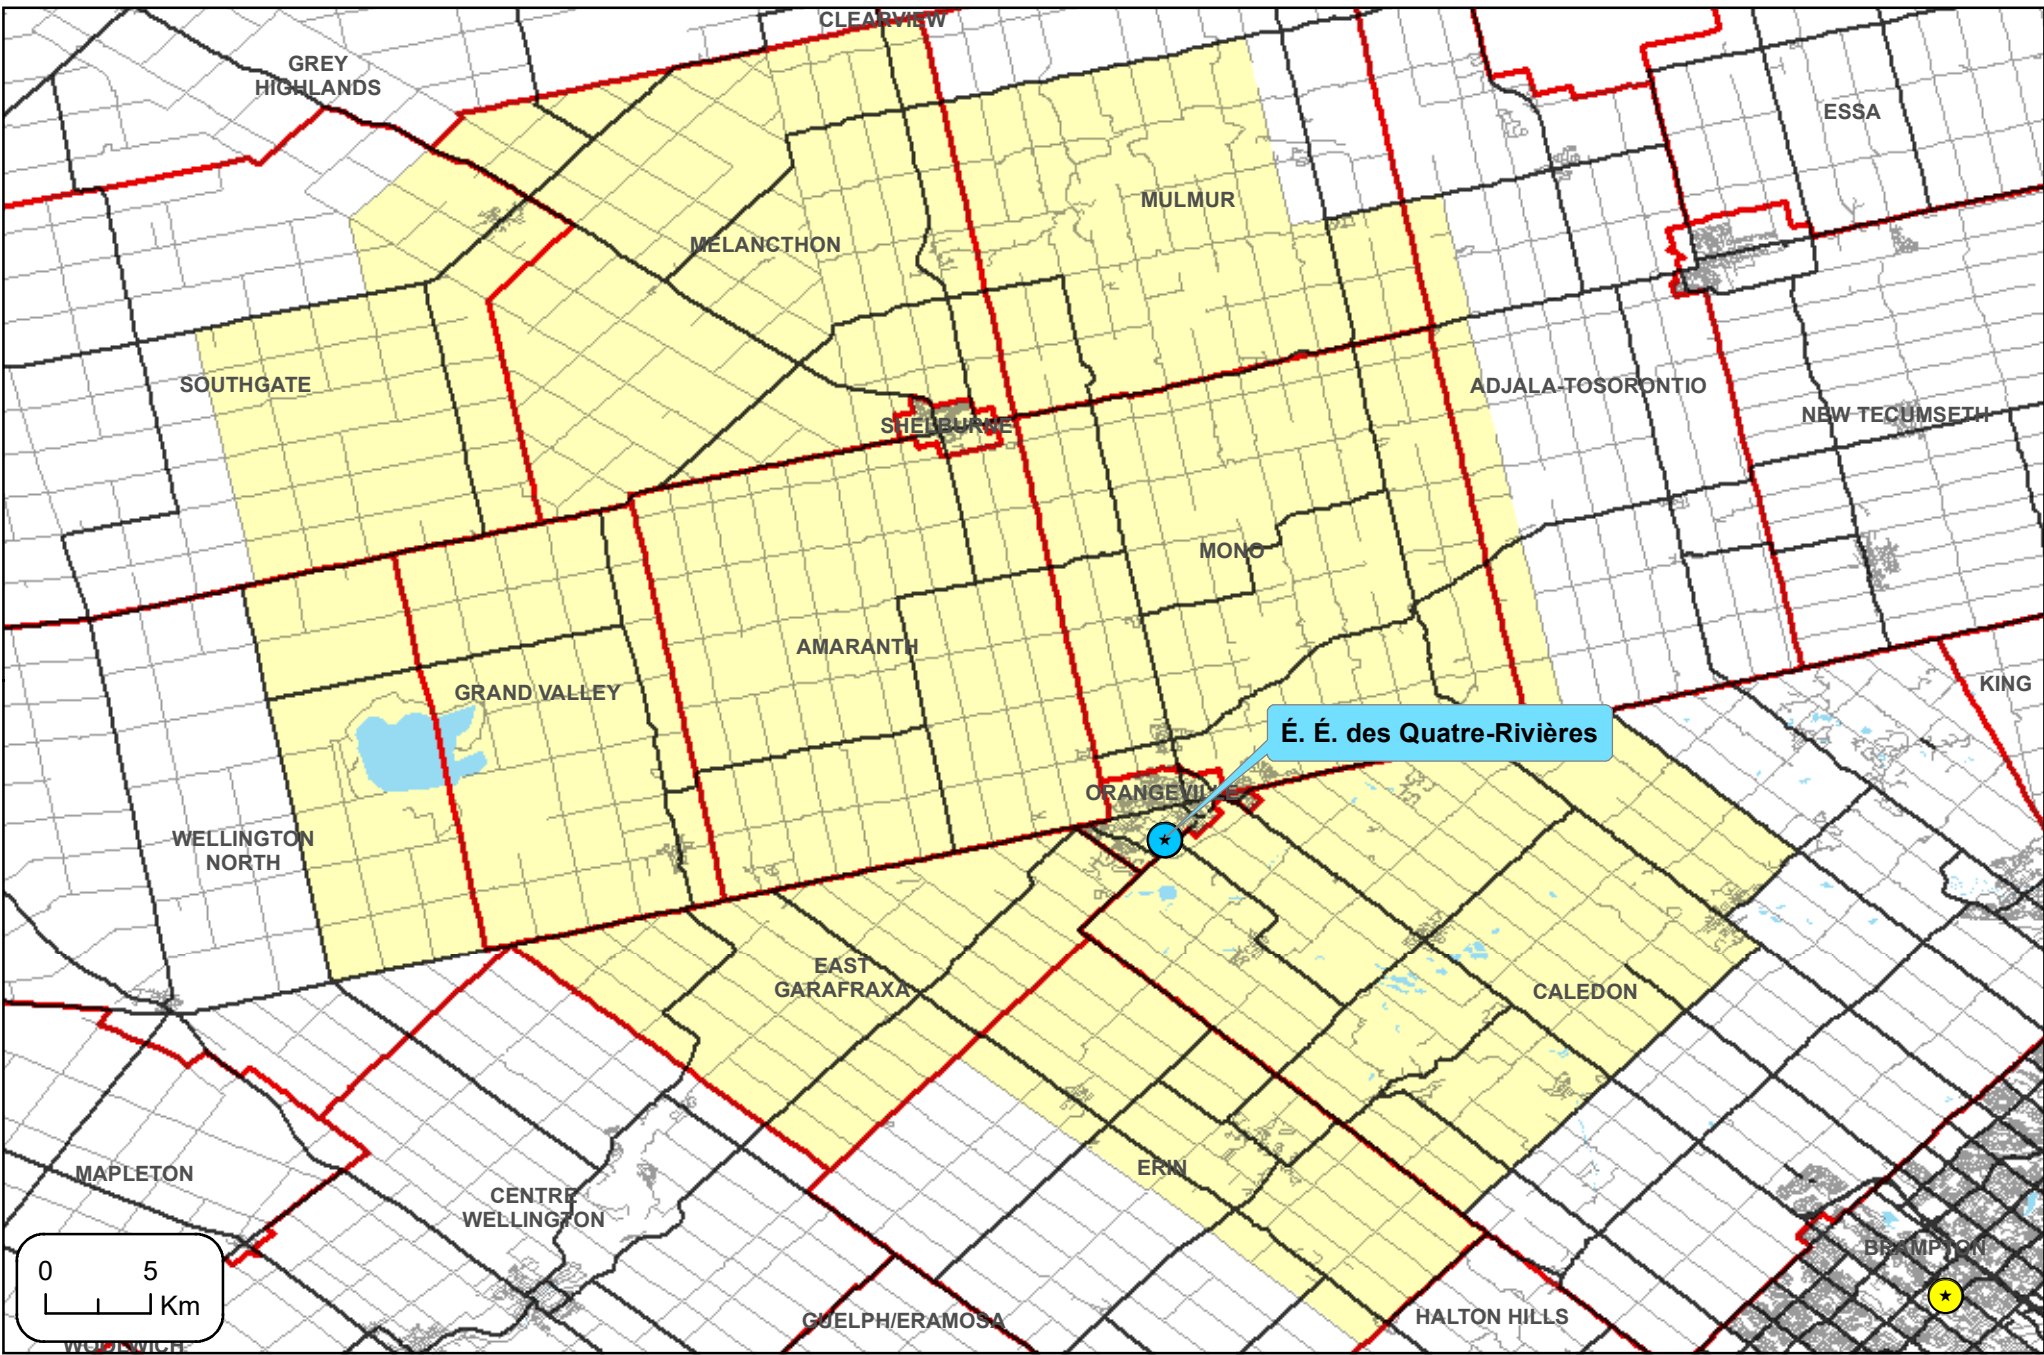 CLEARVIEW
GREY
HIGHLANDS
ESSA
MULMUR
MELANCTHON
SOUTHGATE
ADJALA-TOSORONTIO
NEW TECUMSETH
SHELBURNE
MONO
AMARANTH
GRAND VALLEY
KING
É. É. des Quatre-Rivières
ORANGEVILLE
WELLINGTON
NORTH
EAST
GARAFRAXA
CALEDON
ERIN
MAPLETON
CENTRE
WELLINGTON
BRAMPTON
0 5
Km
GUELPH/ERAMOSA
HALTON HILLS
WOOLWICH